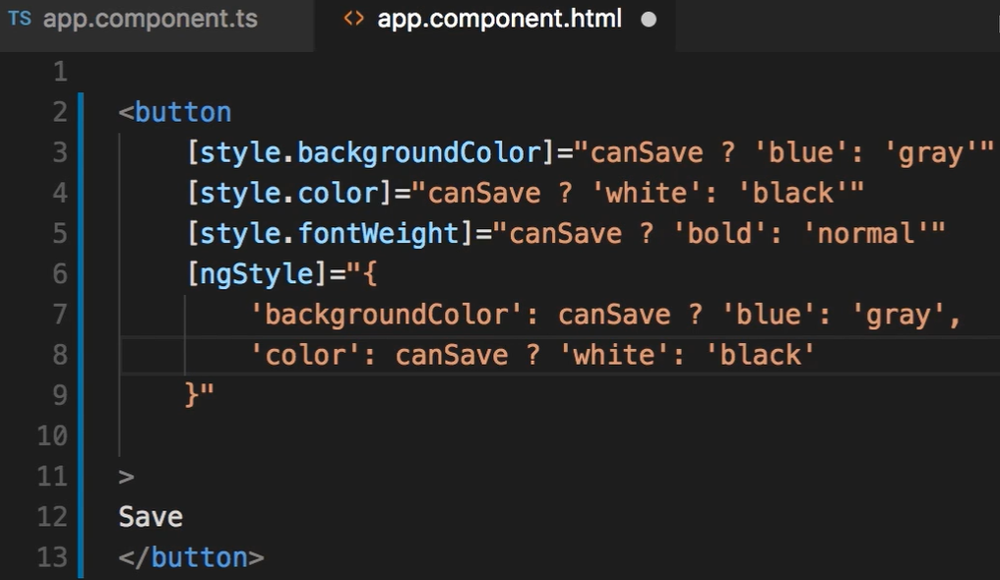 TS app.component.ts <> app.component.html
1
2 <button
3 [style.backgroundColor]="canSave ? 'blue': 'gray'"
4 [style.color]="canSave ? 'white': 'black'"
5 [style.fontWeight]="canSave ? 'bold': 'normal'"
6 [ngStyle]="{
7 'backgroundColor': canSave ? 'blue': 'gray',
8 'color': canSave ? 'white': 'black'
9 }"
10
11 >
12 Save
13 </button>